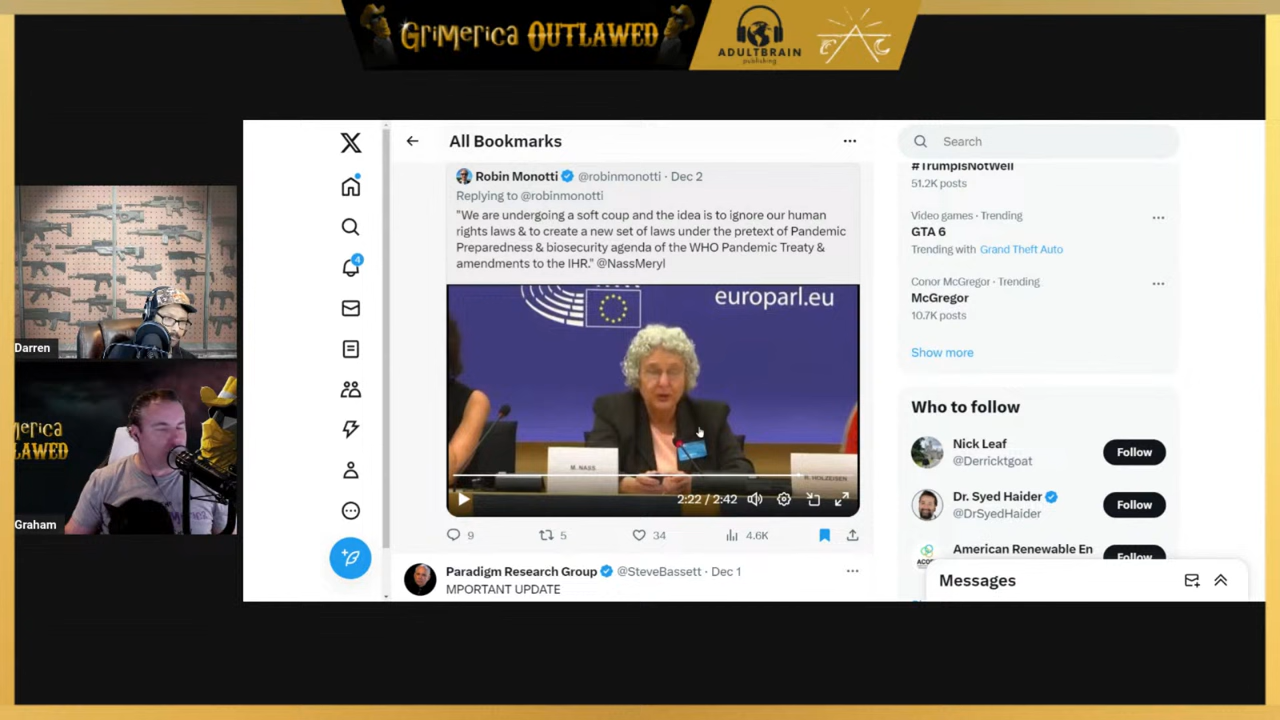 GRIMERICA OUTLAWED
ADULTBRAIN
publishing
Darren
LAWED
Graham
All Bookmarks
Robin Monotti @robinmonotti · Dec 2
Replying to @robinmonotti
"We are undergoing a soft coup and the idea is to ignore our human
rights laws & to create a new set of laws under the pretext of Pandemic
Preparedness & biosecurity agenda of the WHO Pandemic Treaty &
amendments to the IHR." @NassMeryl
europarl.eu
M. NASS
R. HOLZEISEN
2:22 / 2:42
9
5
34
4.6K
Paradigm Research Group @SteveBassett · Dec 1
MPORTANT UPDATE
Search
#TrumpIsNotWell
51.2K posts
Video games · Trending
GTA 6
Trending with Grand Theft Auto
Conor McGregor · Trending
McGregor
10.7K posts
Show more
Who to follow
Nick Leaf
@Derricktgoat
Follow
Dr. Syed Haider
@DrSyedHaider
Follow
American Renewable En
Follow
Messages
4